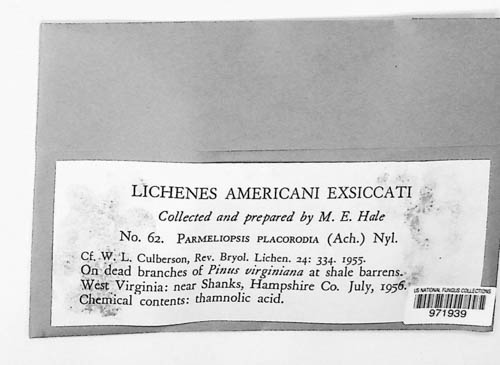 LICHENES AMERICANI EXSICCATI
Collected and prepared by M. E. Hale
No. 62. PARMELIOPSIS PLACORODIA (Ach.) Nyl.
Cf. W. L. Culberson, Rev. Bryol. Lichen. 24: 334. 1955.
On dead branches of Pinus virginiana at shale barrens.
West Virginia: near Shanks, Hampshire Co. July, 1956.
Chemical contents: thamnolic acid.
US NATIONAL FUNGUS COLLECTIONS
971939